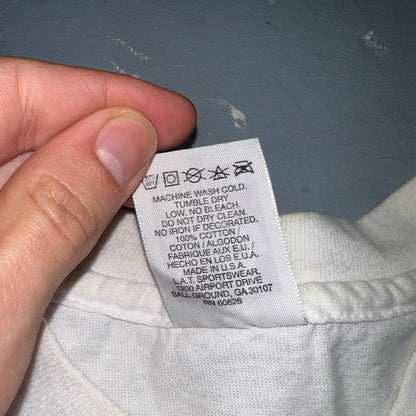 MACHINE WASH COLD.
TUMBLE DRY
LOW. NO BLEACH.
DO NOT DRY CLEAN.
NO IRON IF DECORATED.
100% COTTON /
COTON / ALGODON
FABRIQUE AUX E.U. /
HECHO EN LOS E.U.A.
MADE IN U.S.A.
L.A.T. SPORTSWEAR,
1200 AIRPORT DRIVE
BALL GROUND, GA 30107
RN 60626